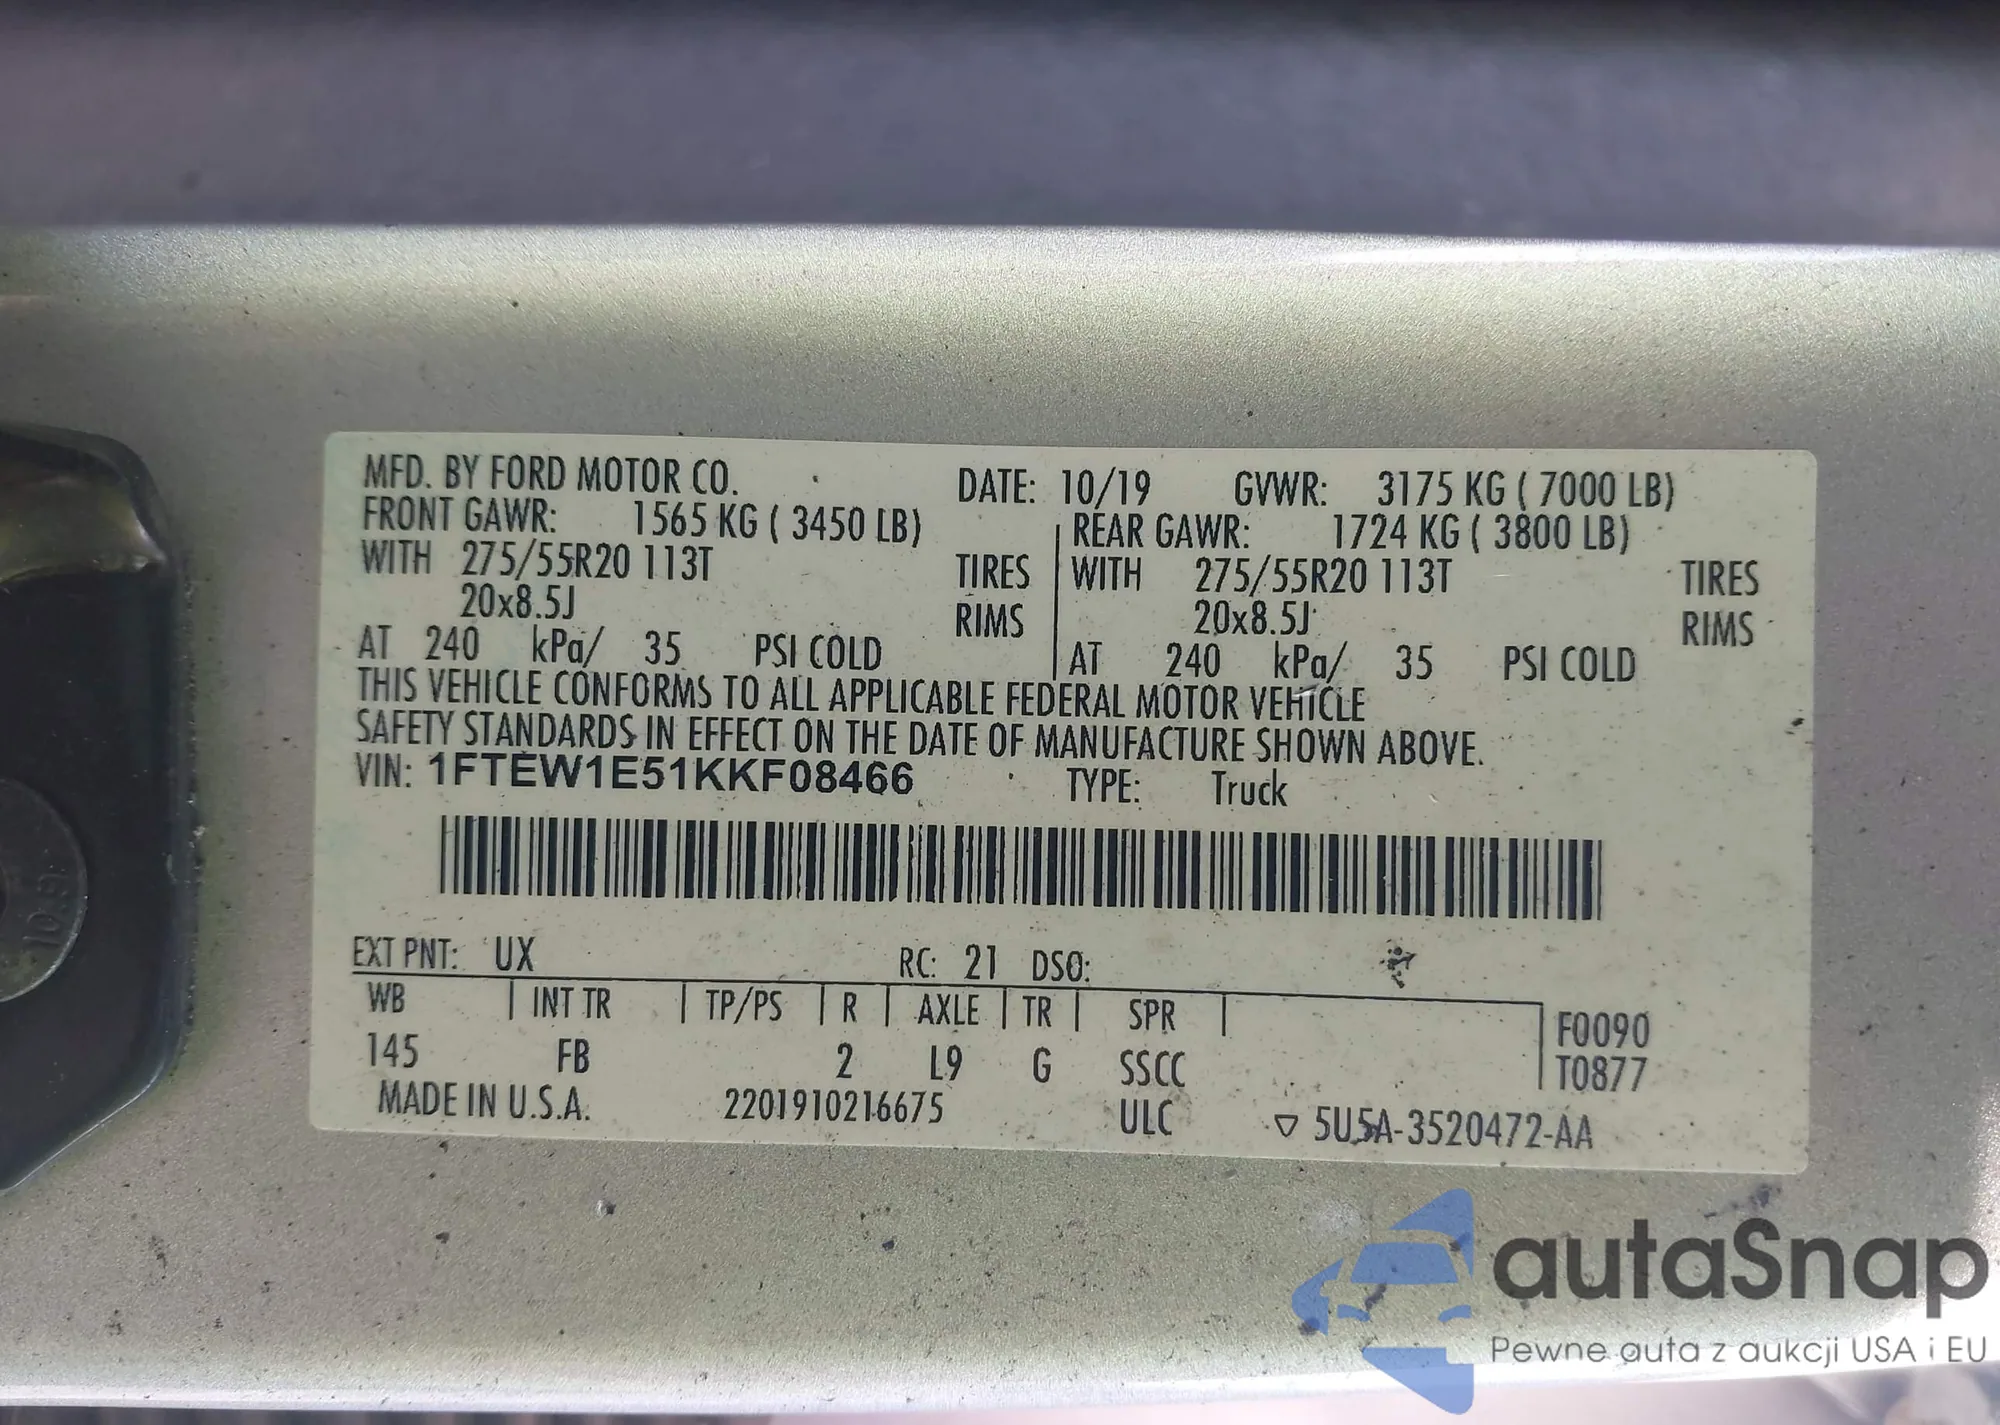 MFD. BY FORD MOTOR CO. DATE: 10/19 GVWR: 3175 KG ( 7000 LB)
FRONT GAWR: 1565 KG ( 3450 LB) REAR GAWR: 1724 KG ( 3800 LB)
WITH 275/55R20 113T TIRES WITH 275/55R20 113T TIRES
20x8.5J RIMS 20x8.5J RIMS
AT 240 kPa/ 35 PSI COLD AT 240 kPa/ 35 PSI COLD
THIS VEHICLE CONFORMS TO ALL APPLICABLE FEDERAL MOTOR VEHICLE
SAFETY STANDARDS IN EFFECT ON THE DATE OF MANUFACTURE SHOWN ABOVE.
VIN: 1FTEW1E51KKF08466 TYPE: Truck
EXT PNT: UX RC: 21 DSO:
WB INT TR TP/PS R AXLE TR SPR F0090
145 FB 2 L9 G SSCC T0877
MADE IN U.S.A. 2201910216675 ULC ▽ 5U5A-3520472-AA
10.9
autaSnap
Pewne auta z aukcji USA i EU